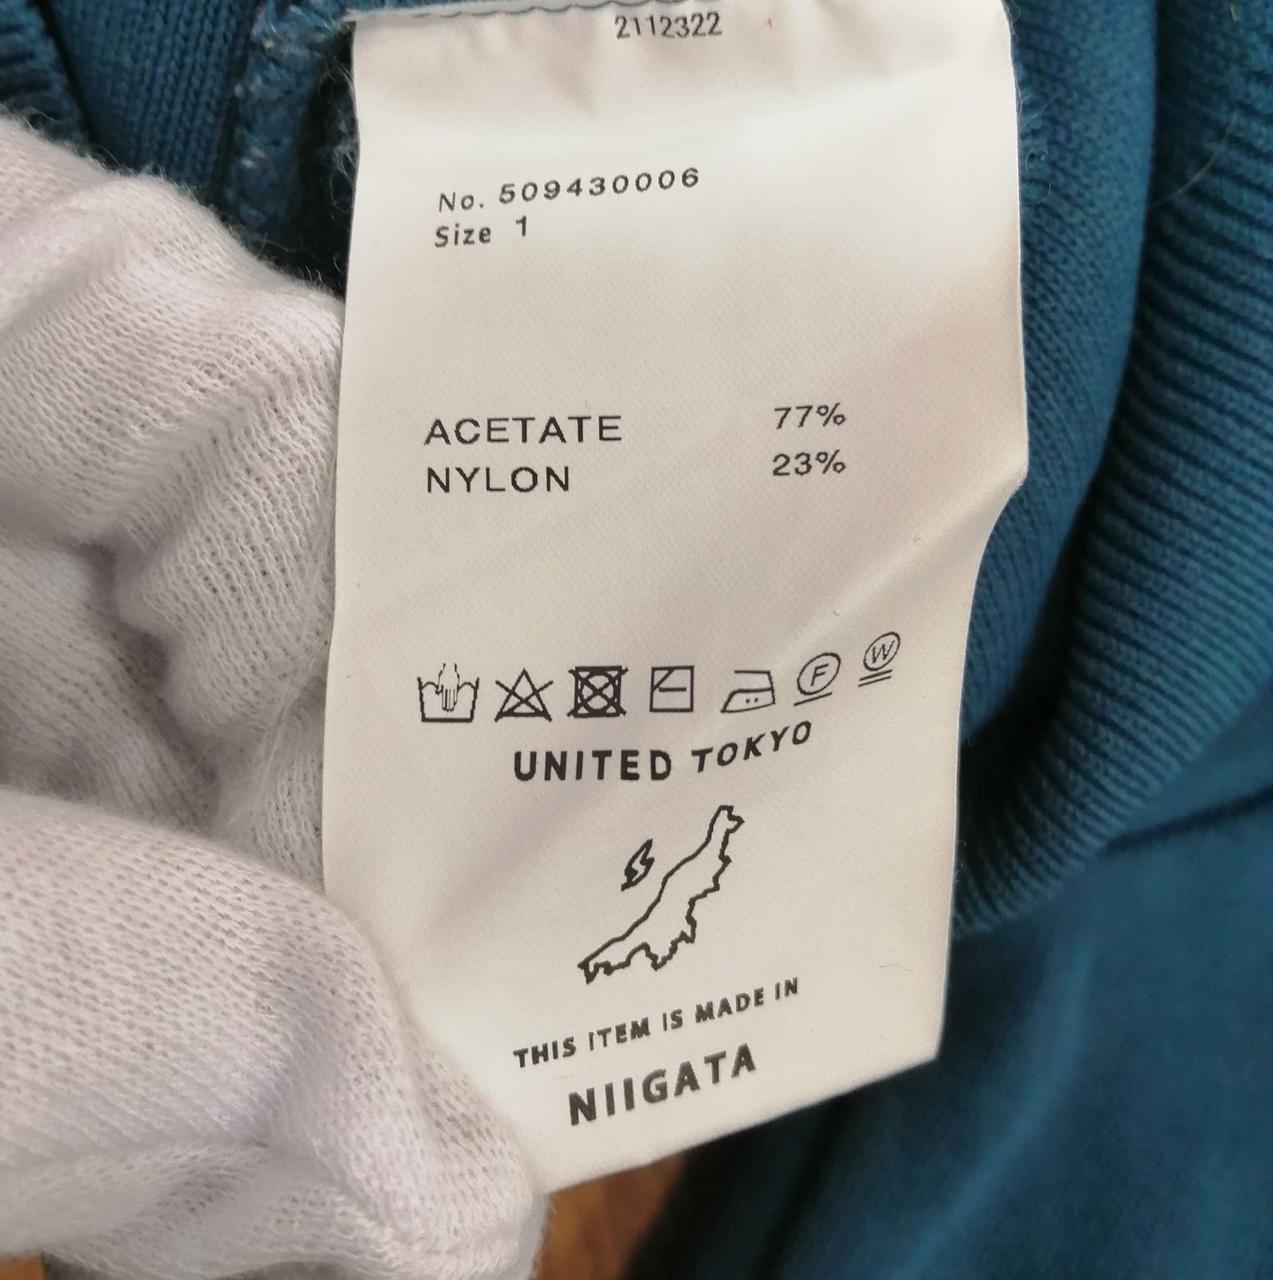 2112322
No. 509430006
Size 1
ACETATE 77%
NYLON 23%
F W
UNITED TOKYO
THIS ITEM IS MADE IN
NIIGATA